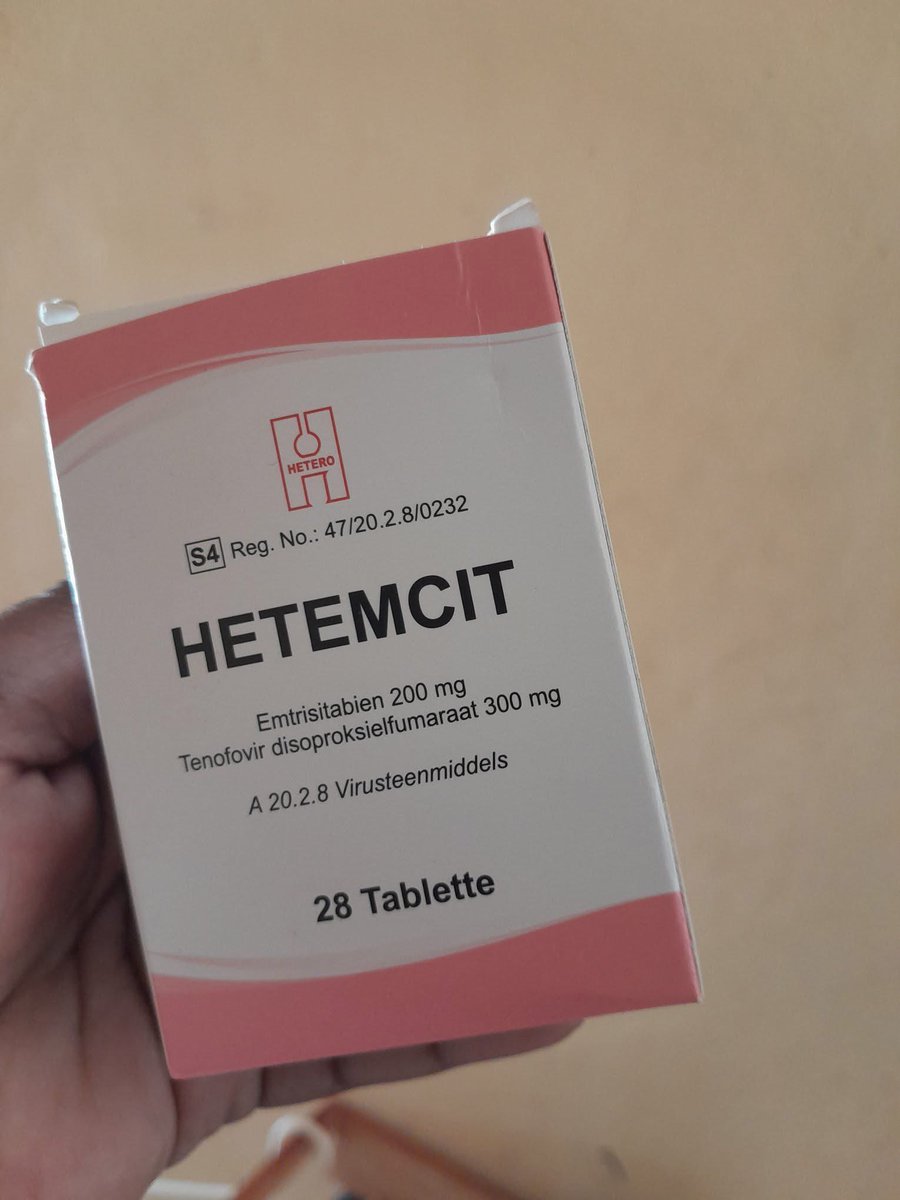 HETERO
S4 Reg. No.: 47/20.2.8/0232
HETEMCIT
Emtrisitabien 200 mg
Tenofovir disoproksielfumaraat 300 mg
A 20.2.8 Virusteenmiddels
28 Tablette